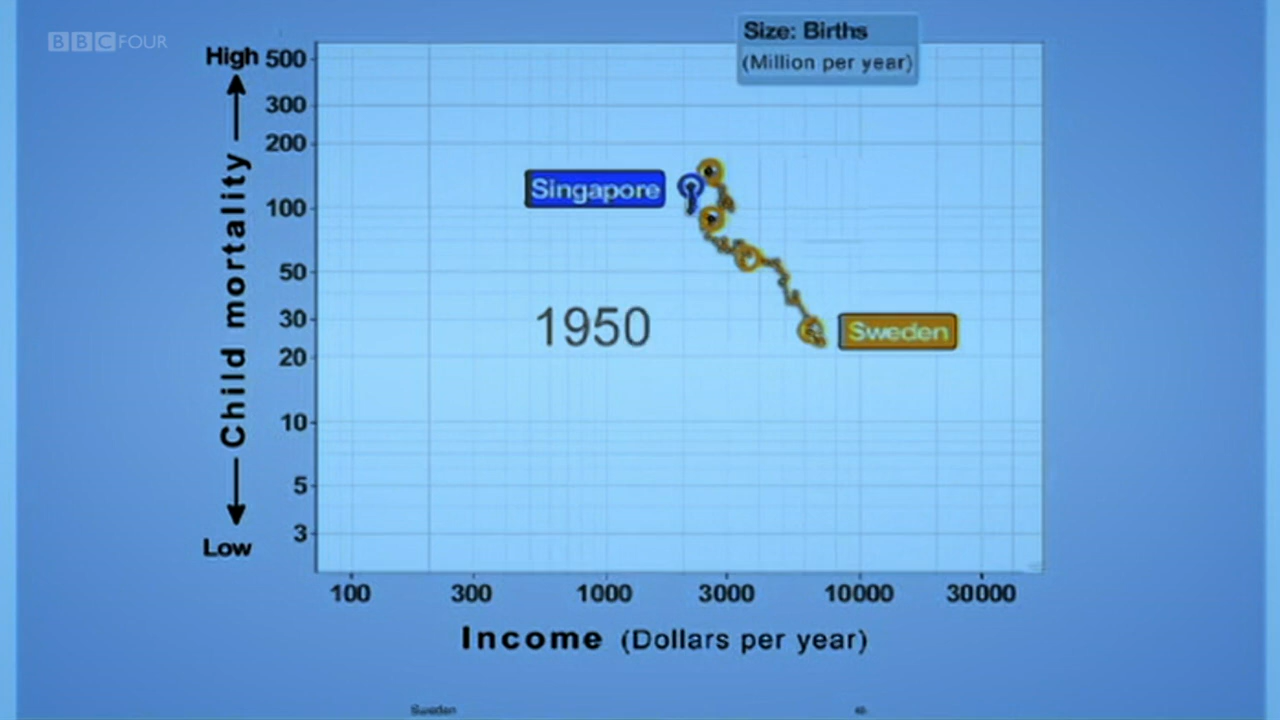 BBC FOUR
Size: Births
(Million per year)
High
500
300
200
100
50
30
20
10
5
3
Low
Child mortality
Singapore
1950
Sweden
100 300 1000 3000 10000 30000
Income (Dollars per year)
Sweden